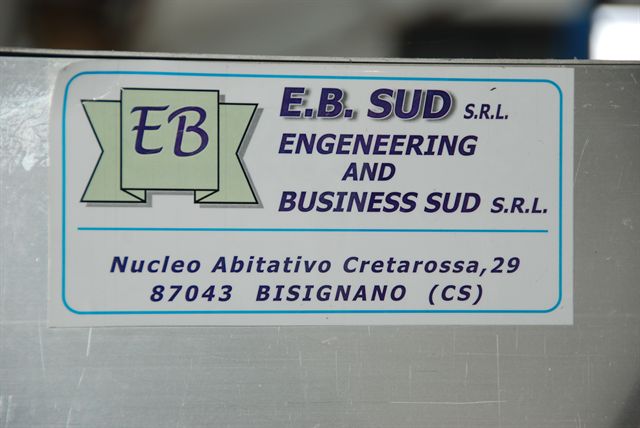 EB
E.B. SUD S.R.L.
ENGENEERING
AND
BUSINESS SUD S.R.L.
Nucleo Abitativo Cretarossa,29
87043 BISIGNANO (CS)